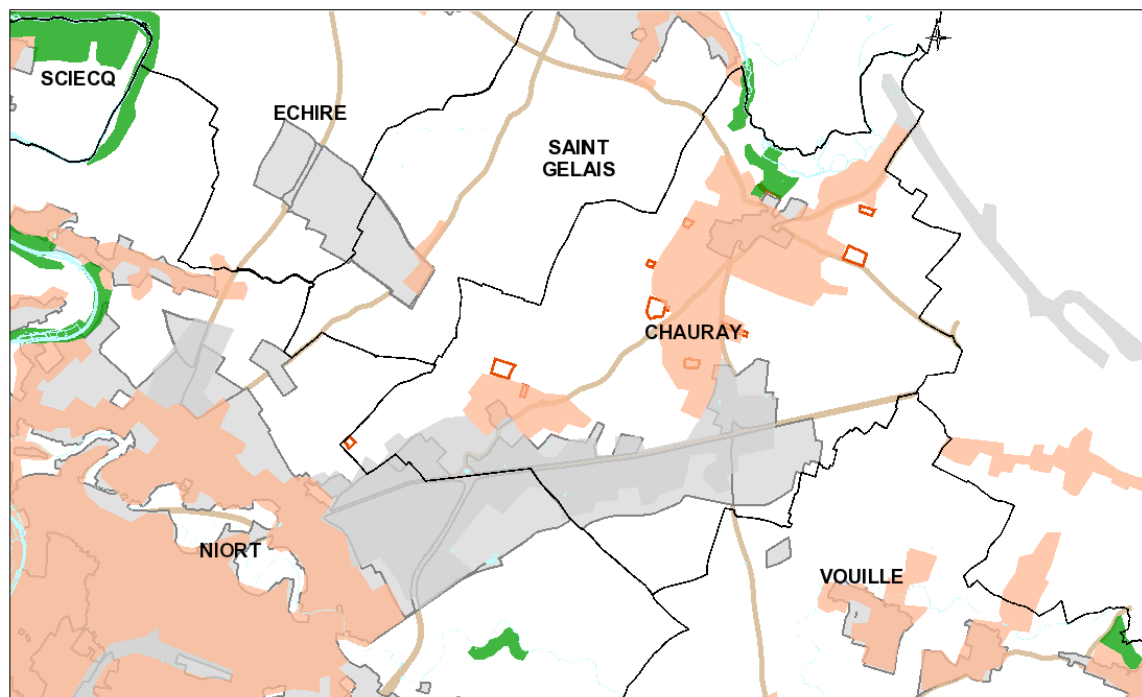 SCIECQ
ECHIRE
SAINT
GELAIS
CHAURAY
NIORT
VOUILLE